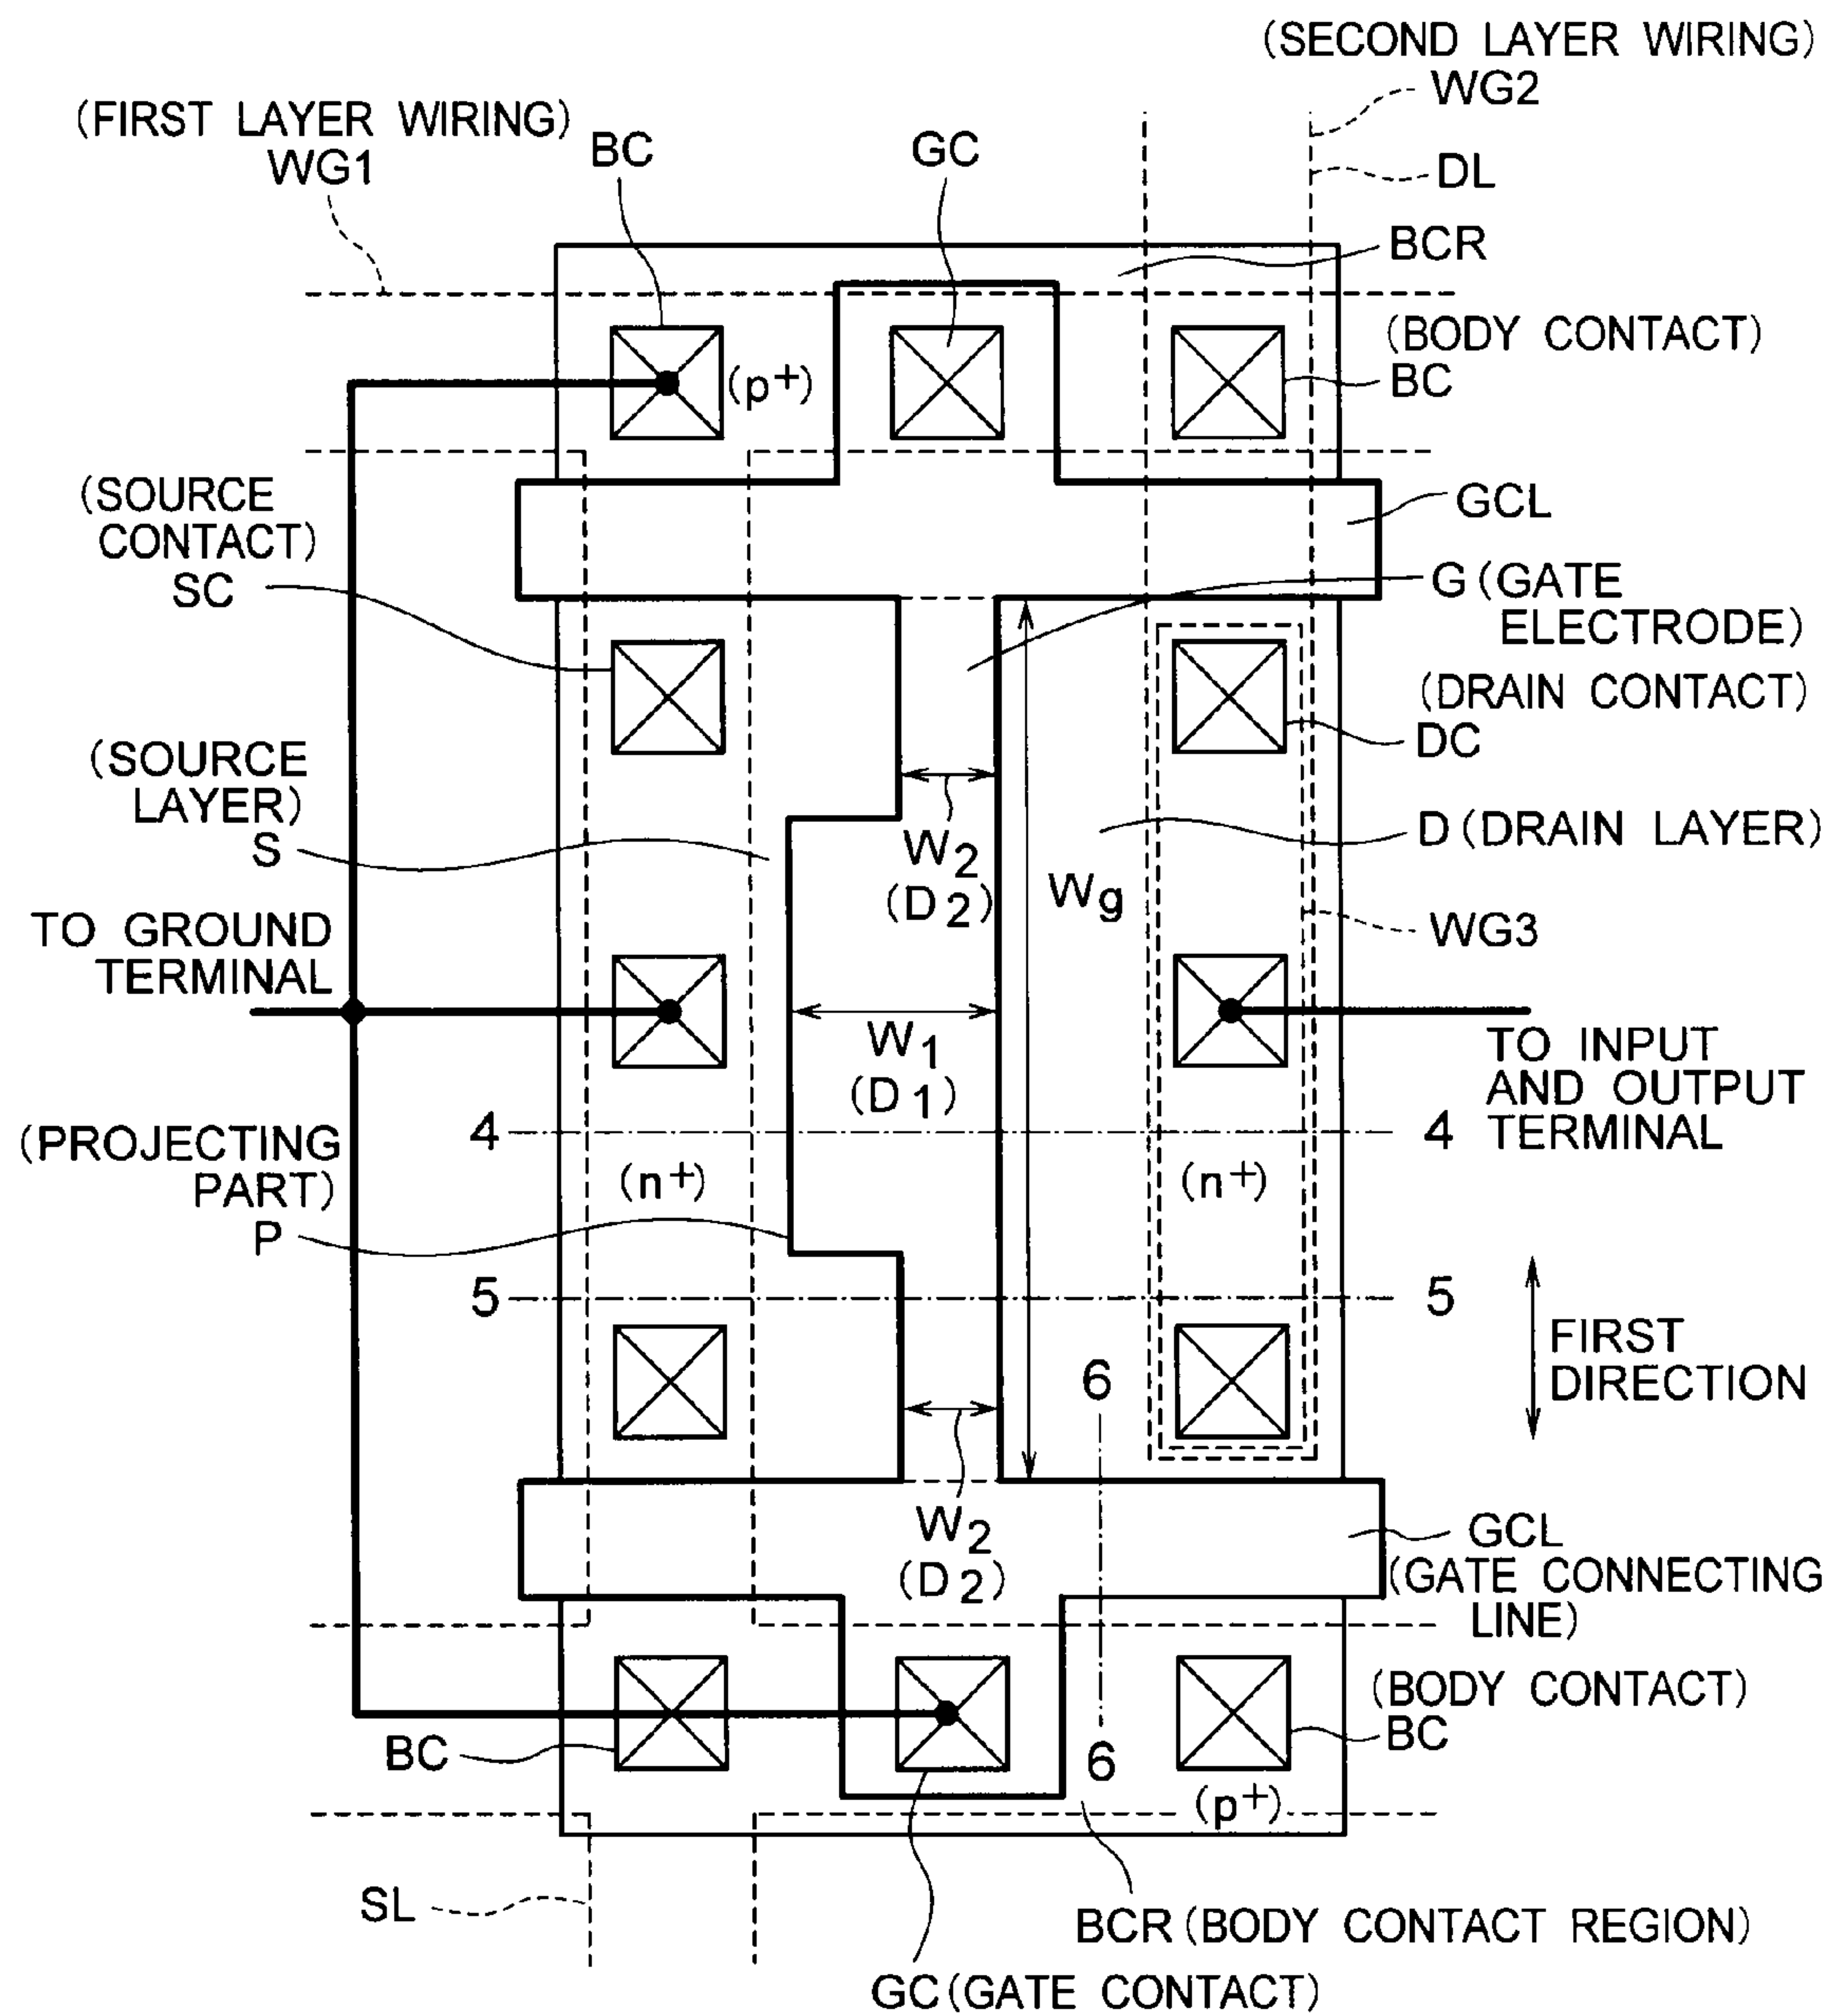 (SECOND LAYER WIRING)
WG2
(FIRST LAYER WIRING)
WG1
BC
GC
DL
BCR
(BODY CONTACT)
BC
(p+)
(SOURCE
CONTACT)
SC
GCL
G (GATE
ELECTRODE)
(DRAIN CONTACT)
DC
(SOURCE
LAYER)
S
W2
(D2)
Wg
D (DRAIN LAYER)
WG3
TO GROUND
TERMINAL
W1
(D1)
TO INPUT
AND OUTPUT
TERMINAL
4
4
(PROJECTING
PART)
P
(n+)
(n+)
5
5
FIRST
DIRECTION
6
W2
(D2)
GCL
(GATE CONNECTING
LINE)
(BODY CONTACT)
BC
BC
6
(p+)
SL
BCR (BODY CONTACT REGION)
GC (GATE CONTACT)